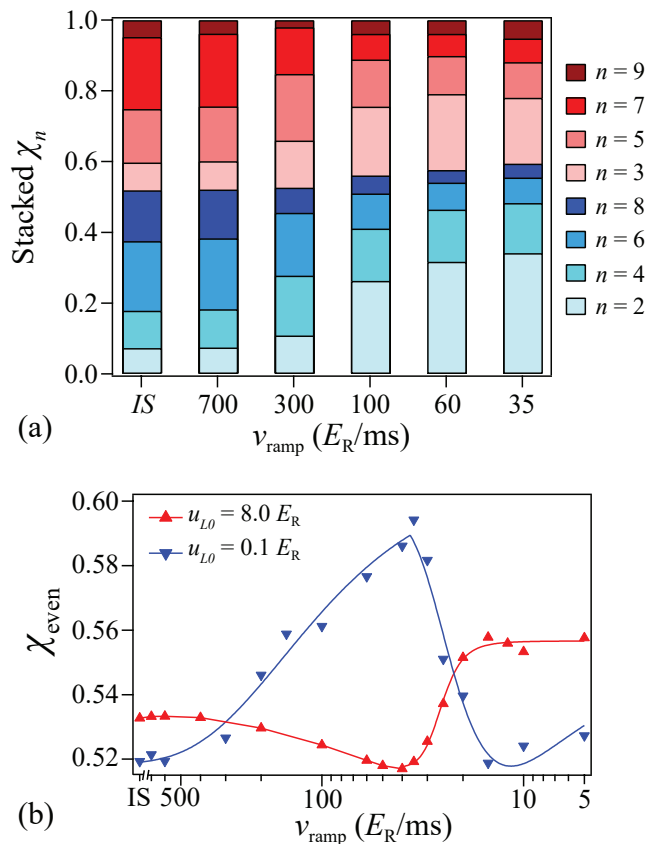 1.0
0.8
0.6
0.4
0.2
0.0
Stacked χn
n = 9
n = 7
n = 5
n = 3
n = 8
n = 6
n = 4
n = 2
IS 700 300 100 60 35
vramp (ER/ms)
(a)
0.60
0.58
0.56
0.54
0.52
χeven
uL0 = 8.0 ER
uL0 = 0.1 ER
IS 500 100 10 5
vramp (ER/ms)
(b)